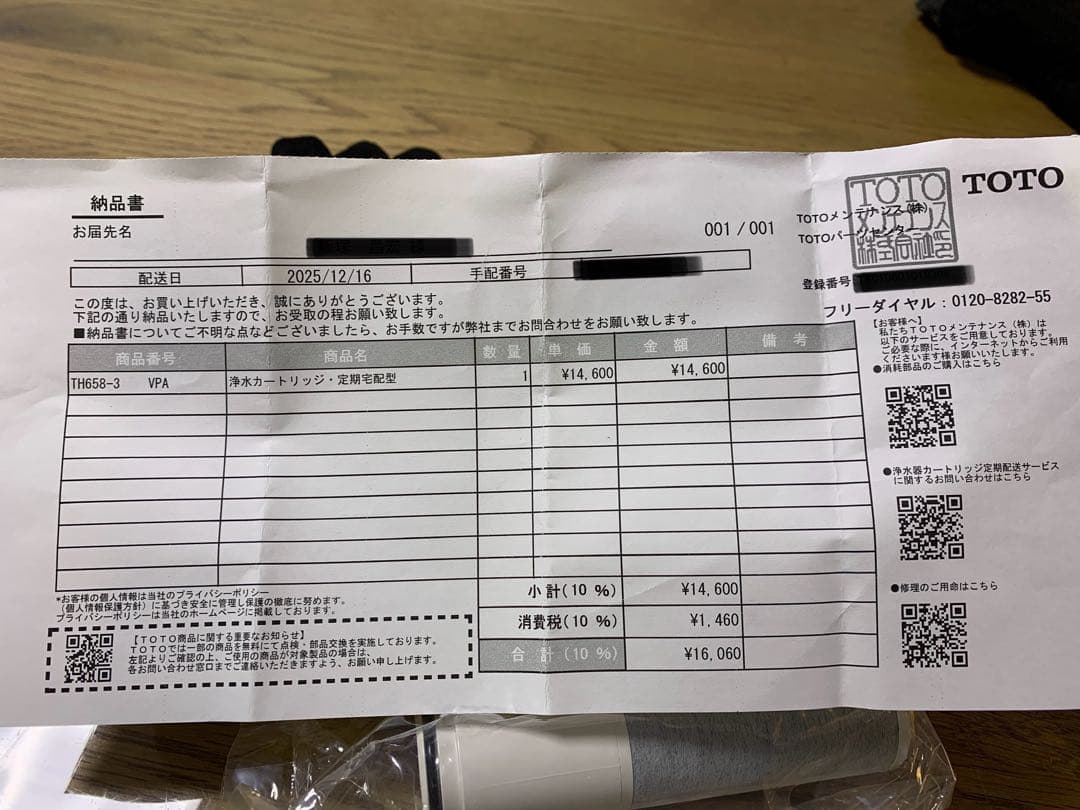 納品書
お届先名
様
001 / 001
TOTO
TOTO
メンテナンス
株式会社印
TOTOメンテナンス(株)
TOTOパーツセンター
登録番号
フリーダイヤル：0120-8282-55
配送日 2025/12/16 手配番号
この度は、お買い上げいただき、誠にありがとうございます。
下記の通り納品いたしますので、お受取の程お願い致します。
■納品書についてご不明な点などございましたら、お手数ですが弊社までお問合わせをお願い致します。
商品番号 商品名 数量 単価 金額 備考
TH658-3 VPA 浄水カートリッジ・定期宅配型 1 ¥14,600 ¥14,600
小計(10 %) ¥14,600
消費税(10 %) ¥1,460
合計(10 %) ¥16,060
【お客様へ】
私たちTOTOメンテナンス（株）は
以下のサービスをご用意しております。
ご必要な際に、インターネットからご利用
くださいます様お願いいたします。
●消耗部品のご購入はこちら
●浄水器カートリッジ定期配送サービス
に関するお問い合わせはこちら
●修理のご用命はこちら
*お客様の個人情報は当社のプライバシーポリシー
(個人情報保護方針)に基づき安全に管理し保護の徹底に努めます。
プライバシーポリシーは当社のホームページに掲載しております。
【TOTO商品に関する重要なお知らせ】
TOTOでは一部の商品を無料にて点検・部品交換を実施しております。
左記よりご確認の上、ご使用の商品が対象製品の場合は、
各お問い合わせ窓口までご連絡いただきますよう、お願い申し上げます。